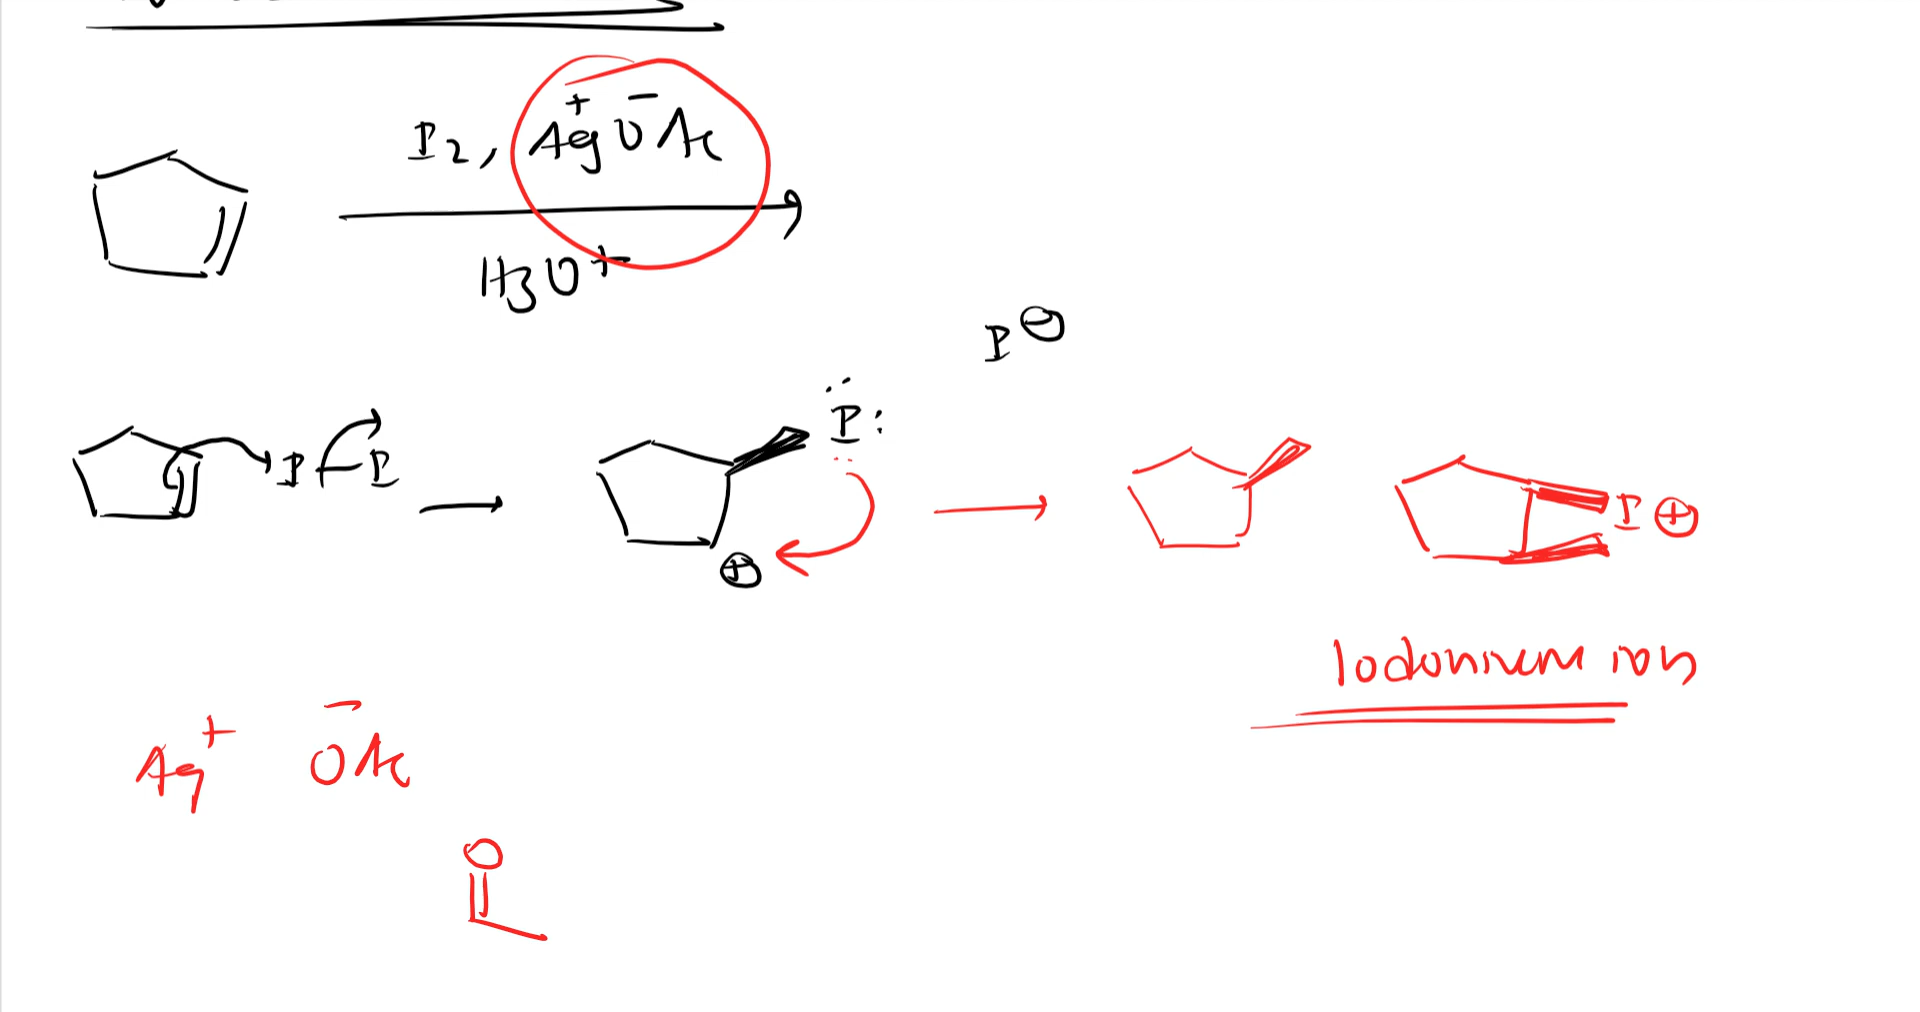 I2, Ag+ -OAc
H3O+
I⊖
I I
I:
⊕
I ⊕
Iodonium ion
Ag+ -OAc
O